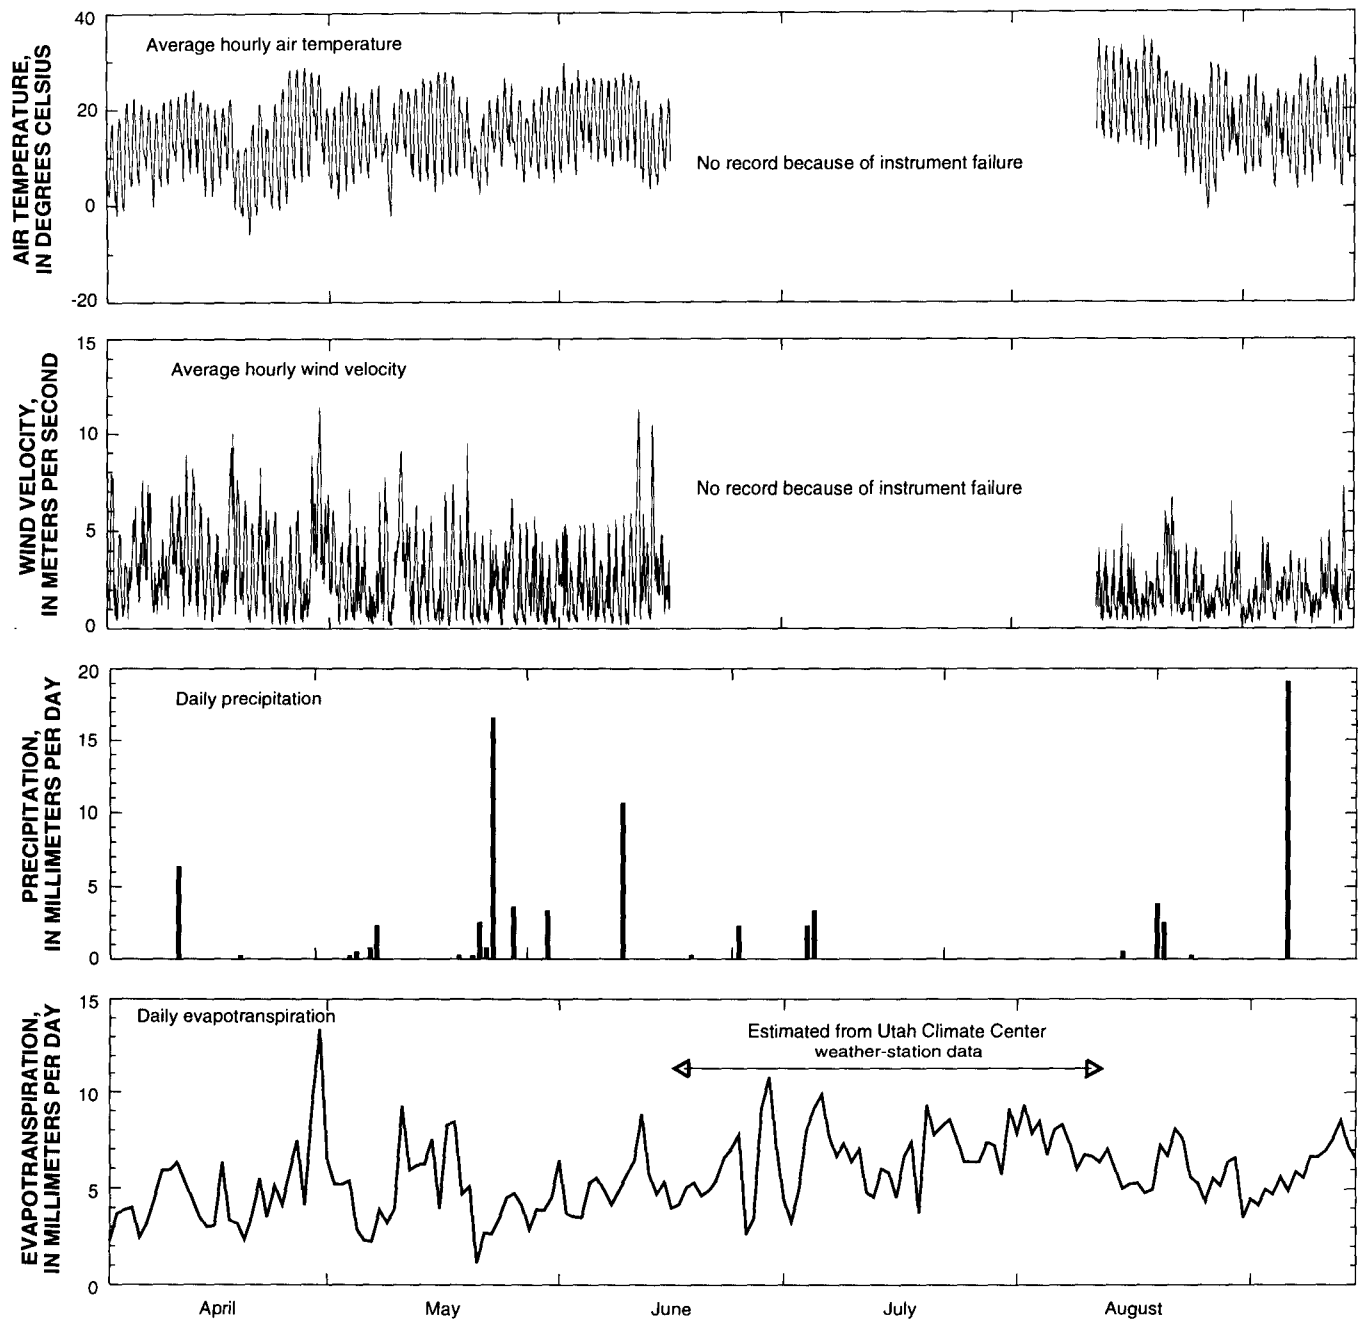 AIR TEMPERATURE,
IN DEGREES CELSIUS
40
20
0
-20
Average hourly air temperature
No record because of instrument failure
WIND VELOCITY,
IN METERS PER SECOND
15
10
5
0
Average hourly wind velocity
No record because of instrument failure
PRECIPITATION,
IN MILLIMETERS PER DAY
20
15
10
5
0
Daily precipitation
EVAPOTRANSPIRATION,
IN MILLIMETERS PER DAY
15
10
5
0
Daily evapotranspiration
Estimated from Utah Climate Center
weather-station data
April May June July August